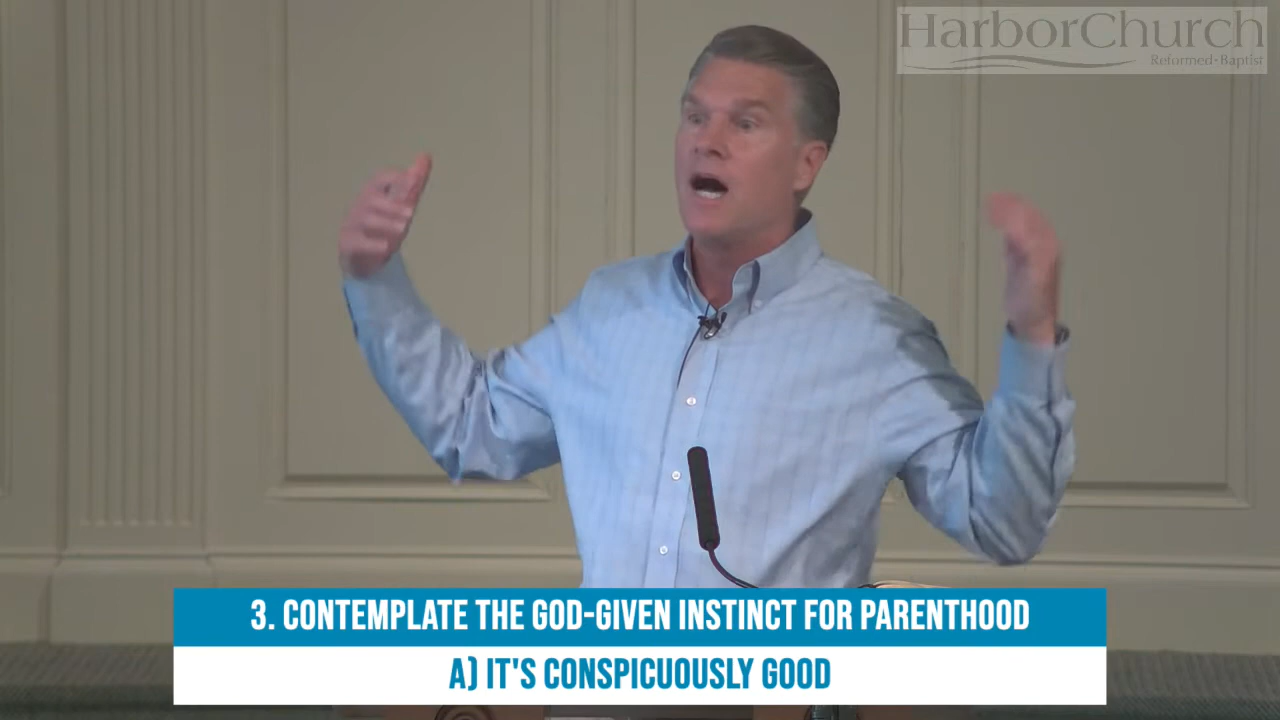 HarborChurch
Reformed•Baptist
3. CONTEMPLATE THE GOD-GIVEN INSTINCT FOR PARENTHOOD
A) IT'S CONSPICUOUSLY GOOD